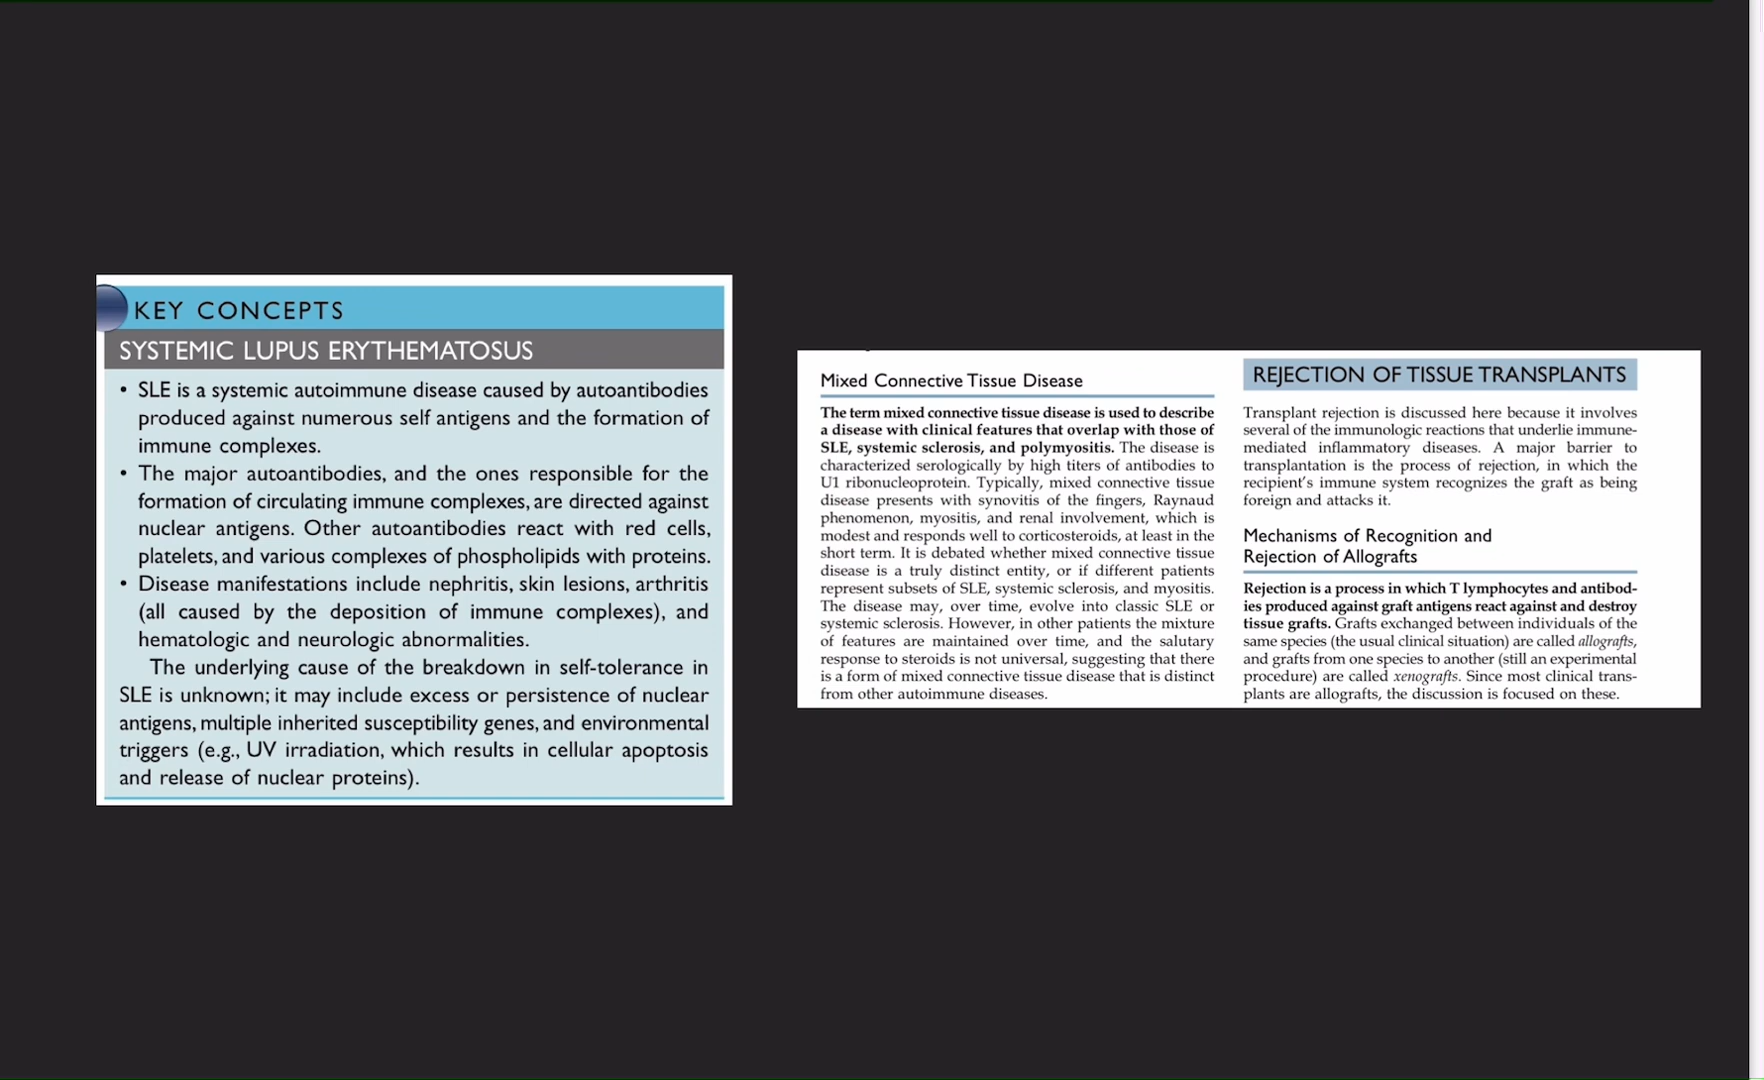 KEY CONCEPTS
SYSTEMIC LUPUS ERYTHEMATOSUS
• SLE is a systemic autoimmune disease caused by autoantibodies
produced against numerous self antigens and the formation of
immune complexes.
• The major autoantibodies, and the ones responsible for the
formation of circulating immune complexes, are directed against
nuclear antigens. Other autoantibodies react with red cells,
platelets, and various complexes of phospholipids with proteins.
• Disease manifestations include nephritis, skin lesions, arthritis
(all caused by the deposition of immune complexes), and
hematologic and neurologic abnormalities.
The underlying cause of the breakdown in self-tolerance in
SLE is unknown; it may include excess or persistence of nuclear
antigens, multiple inherited susceptibility genes, and environmental
triggers (e.g., UV irradiation, which results in cellular apoptosis
and release of nuclear proteins).
Mixed Connective Tissue Disease
The term mixed connective tissue disease is used to describe
a disease with clinical features that overlap with those of
SLE, systemic sclerosis, and polymyositis. The disease is
characterized serologically by high titers of antibodies to
U1 ribonucleoprotein. Typically, mixed connective tissue
disease presents with synovitis of the fingers, Raynaud
phenomenon, myositis, and renal involvement, which is
modest and responds well to corticosteroids, at least in the
short term. It is debated whether mixed connective tissue
disease is a truly distinct entity, or if different patients
represent subsets of SLE, systemic sclerosis, and myositis.
The disease may, over time, evolve into classic SLE or
systemic sclerosis. However, in other patients the mixture
of features are maintained over time, and the salutary
response to steroids is not universal, suggesting that there
is a form of mixed connective tissue disease that is distinct
from other autoimmune diseases.
REJECTION OF TISSUE TRANSPLANTS
Transplant rejection is discussed here because it involves
several of the immunologic reactions that underlie immune-
mediated inflammatory diseases. A major barrier to
transplantation is the process of rejection, in which the
recipient's immune system recognizes the graft as being
foreign and attacks it.
Mechanisms of Recognition and
Rejection of Allografts
Rejection is a process in which T lymphocytes and antibod-
ies produced against graft antigens react against and destroy
tissue grafts. Grafts exchanged between individuals of the
same species (the usual clinical situation) are called allografts,
and grafts from one species to another (still an experimental
procedure) are called xenografts. Since most clinical trans-
plants are allografts, the discussion is focused on these.